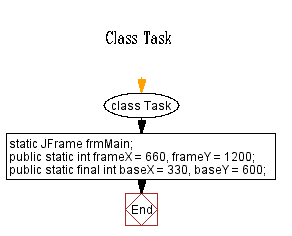 Class Task
class Task
static JFrame frmMain;
public static int frameX = 660, frameY = 1200;
public static final int baseX = 330, baseY = 600;
End